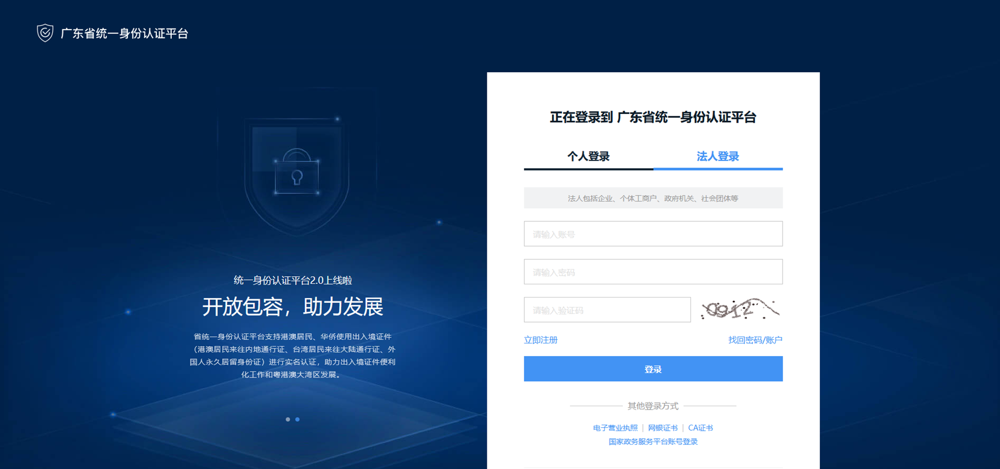 广东省统一身份认证平台
统一身份认证平台2.0上线啦
开放包容，助力发展
省统一身份认证平台支持港澳居民、华侨使用出入境证件
（港澳居民来往内地通行证、台湾居民来往大陆通行证、外
国人永久居留身份证）进行实名认证，助力出入境证件便利
化工作和粤港澳大湾区发展。
正在登录到 广东省统一身份认证平台
个人登录 法人登录
法人包括企业、个体工商户、政府机关、社会团体等
请输入账号
请输入密码
请输入验证码 9912
立即注册 找回密码/账户
登录
其他登录方式
电子营业执照 | 网银证书 | CA证书
国家政务服务平台账号登录